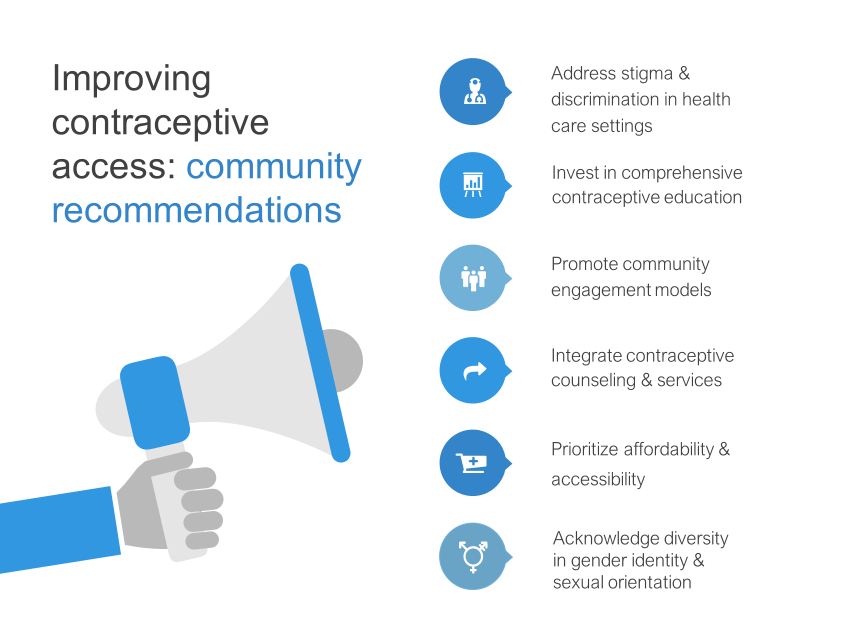 Improving
contraceptive
access: community
recommendations
Address stigma &
discrimination in health
care settings
Invest in comprehensive
contraceptive education
Promote community
engagement models
Integrate contraceptive
counseling & services
Prioritize affordability &
accessibility
Acknowledge diversity
in gender identity &
sexual orientation